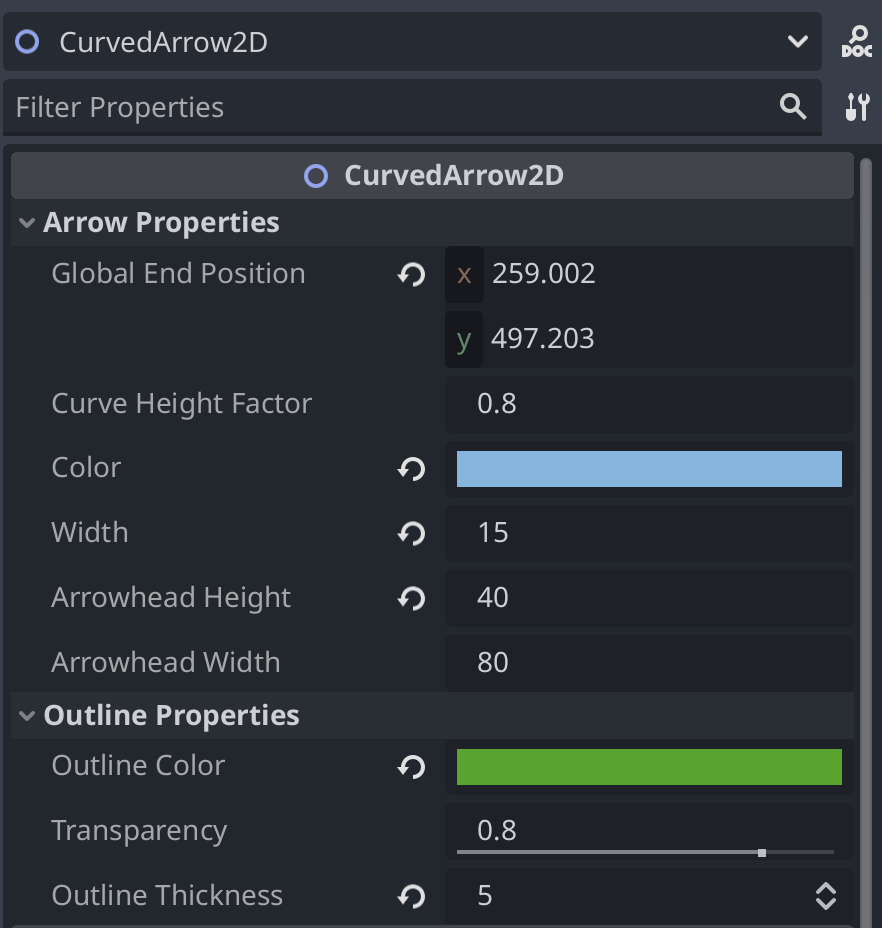 CurvedArrow2D
DOC
Filter Properties
CurvedArrow2D
Arrow Properties
Global End Position x 259.002
y 497.203
Curve Height Factor 0.8
Color
Width 15
Arrowhead Height 40
Arrowhead Width 80
Outline Properties
Outline Color
Transparency 0.8
Outline Thickness 5